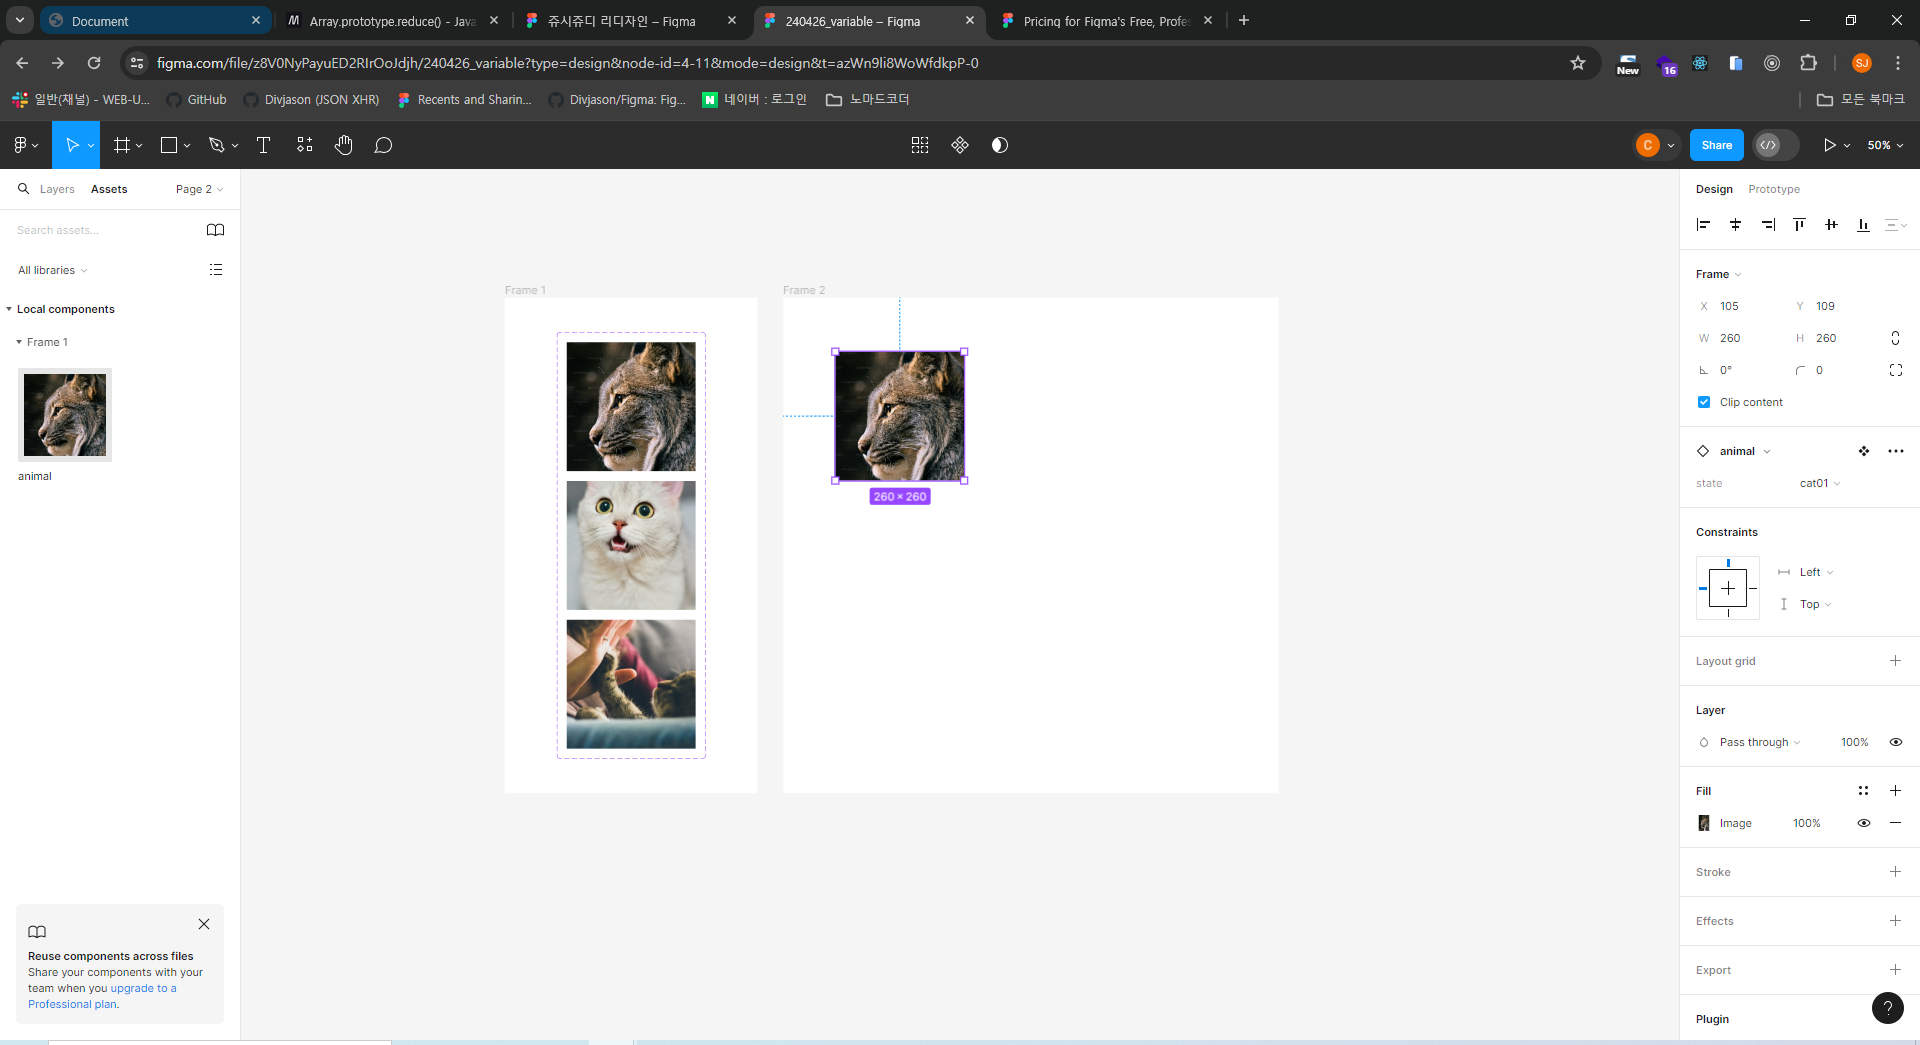 Document
Array.prototype.reduce() - Java
쥬시쥬디 리디자인 – Figma
240426_variable – Figma
Pricing for Figma's Free, Profes
figma.com/file/z8V0NyPayuED2RIrOoJdjh/240426_variable?type=design&node-id=4-11&mode=design&t=azWn9li8WoWfdkpP-0
New
16
SJ
일반(채널) - WEB-U...
GitHub
Divjason (JSON XHR)
Recents and Sharin...
Divjason/Figma: Fig...
N
네이버 : 로그인
노마드코더
모든 북마크
C
Share
50%
Layers
Assets
Page 2
Search assets...
All libraries
Local components
Frame 1
animal
Reuse components across files
Share your components with your
team when you upgrade to a
Professional plan.
Frame 1
Frame 2
260 × 260
Design
Prototype
Frame
X 105
Y 109
W 260
H 260
0°
0
Clip content
animal
state
cat01
Constraints
Left
Top
Layout grid
Layer
Pass through
100%
Fill
Image
100%
Stroke
Effects
Export
Plugin
?